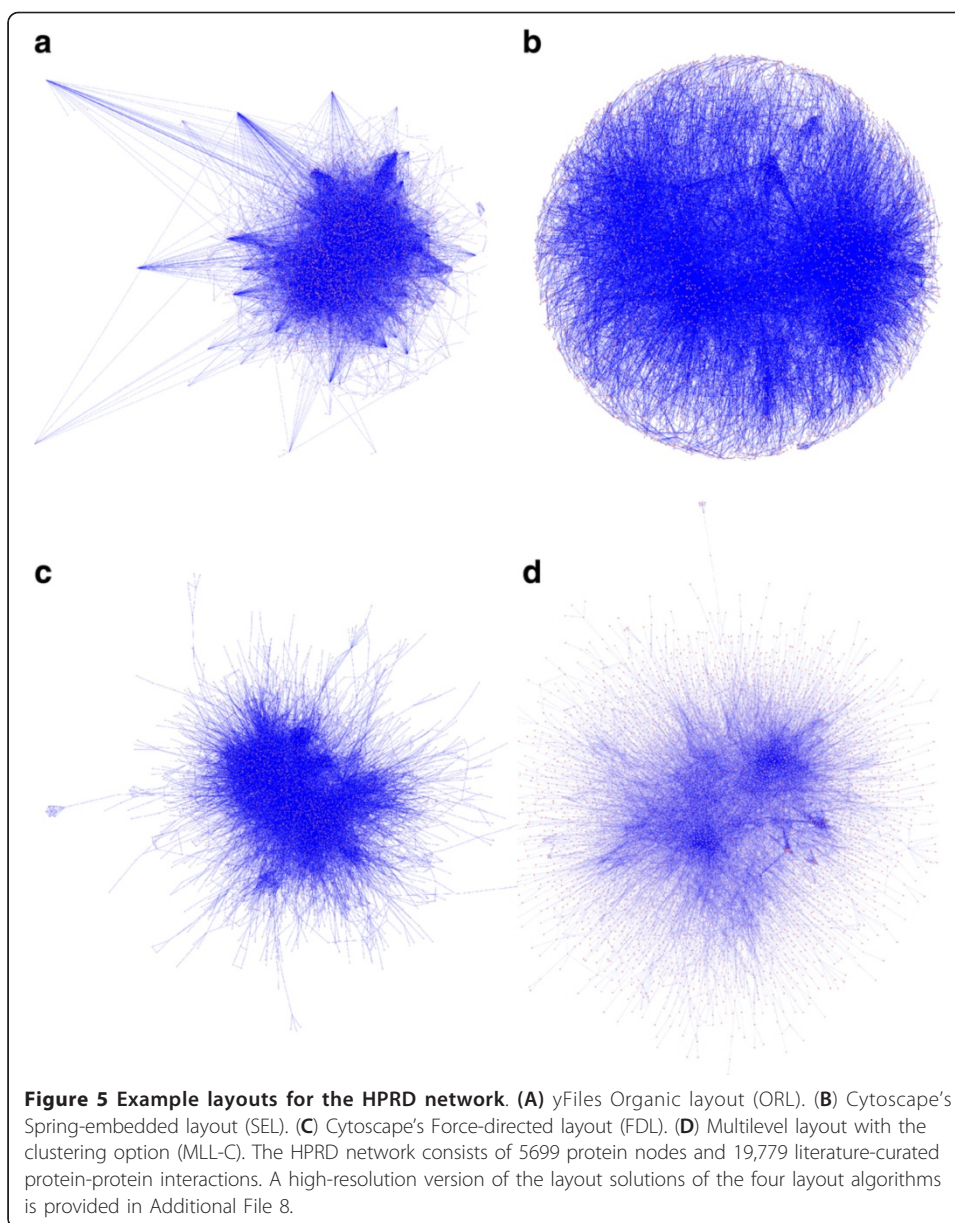 a
b
c
d
Figure 5 Example layouts for the HPRD network. (A) yFiles Organic layout (ORL). (B) Cytoscape's
Spring-embedded layout (SEL). (C) Cytoscape's Force-directed layout (FDL). (D) Multilevel layout with the
clustering option (MLL-C). The HPRD network consists of 5699 protein nodes and 19,779 literature-curated
protein-protein interactions. A high-resolution version of the layout solutions of the four layout algorithms
is provided in Additional File 8.